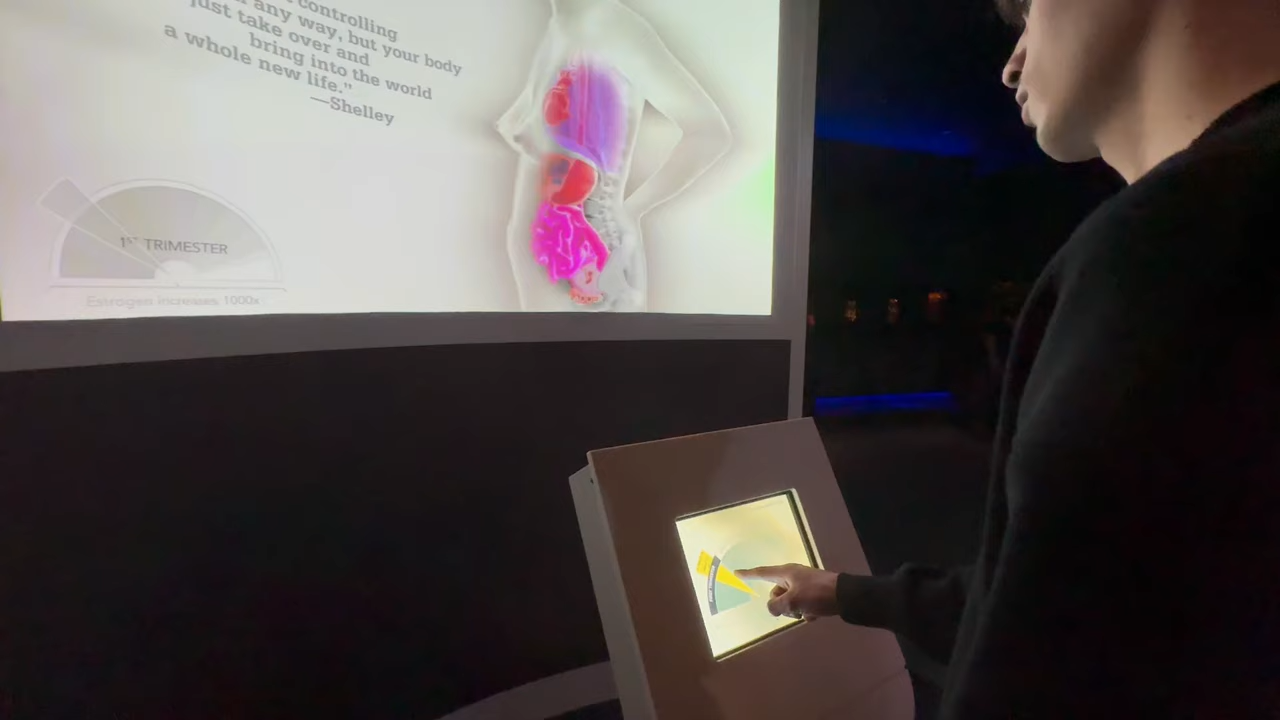 controlling
any way, but your body
just take over and
bring into the world
a whole new life."
—Shelley
1ST TRIMESTER
Estrogen increases 1000x